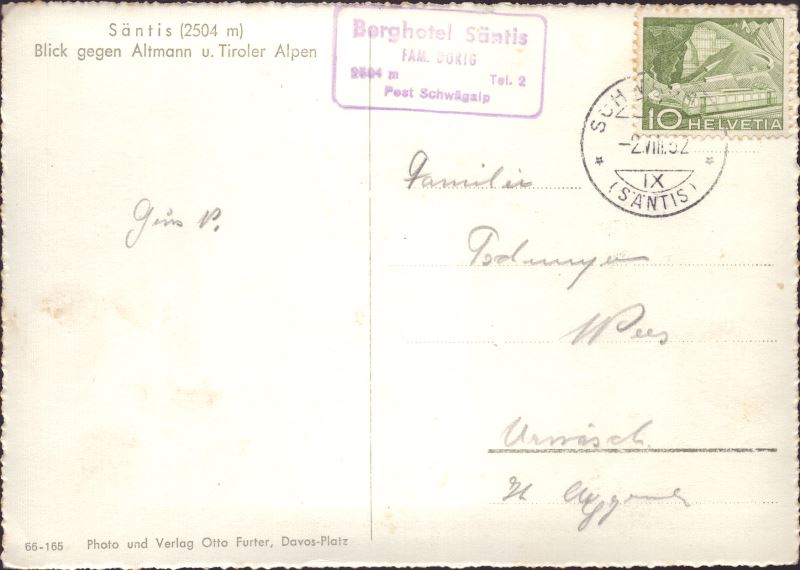 Säntis (2504 m)
Blick gegen Altmann u. Tiroler Alpen
Berghotel Säntis
FAM. DÖRIG
2504 m Tel. 2
Post Schwägalp
10 HELVETIA
-2.VIII.52
IX
(SÄNTIS)
Familie
Urnäsch.
66-165 Photo und Verlag Otto Furter, Davos-Platz